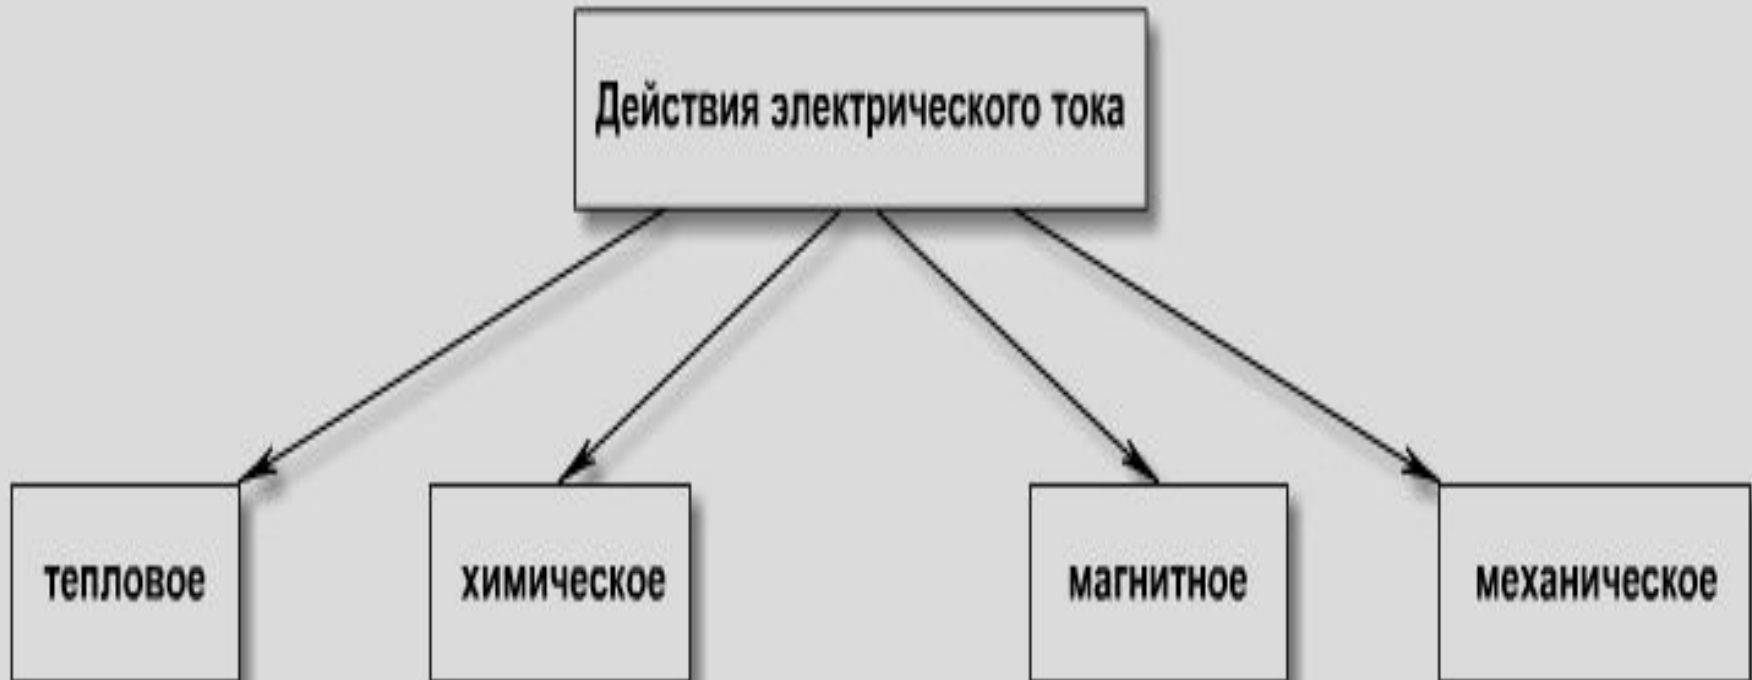 Действия электрического тока
тепловое
химическое
магнитное
механическое